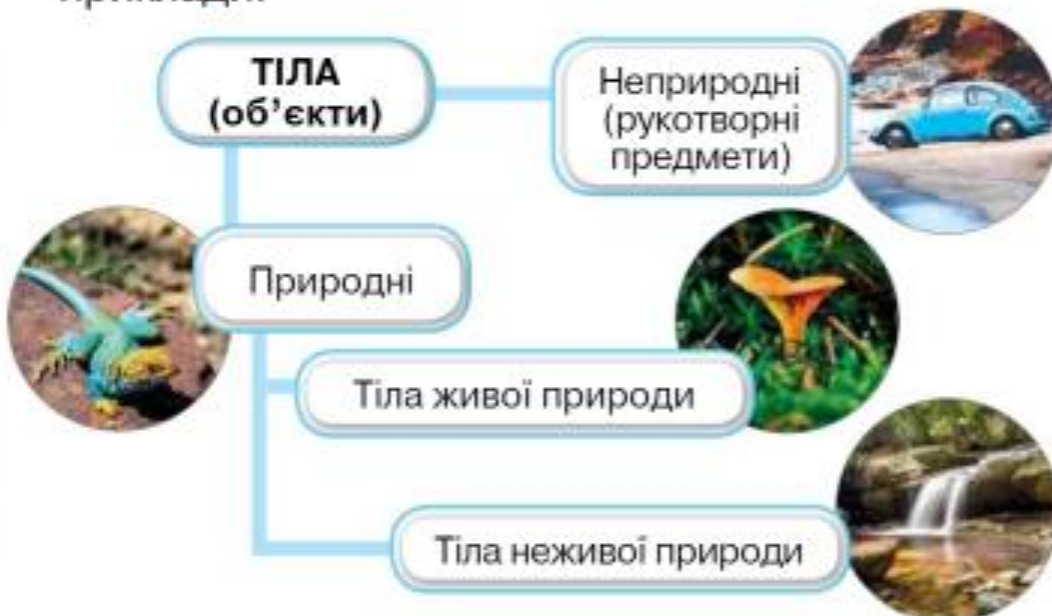 ТІЛА
(об’єкти)
Неприродні
(рукотворні
предмети)
Природні
Тіла живої природи
Тіла неживої природи